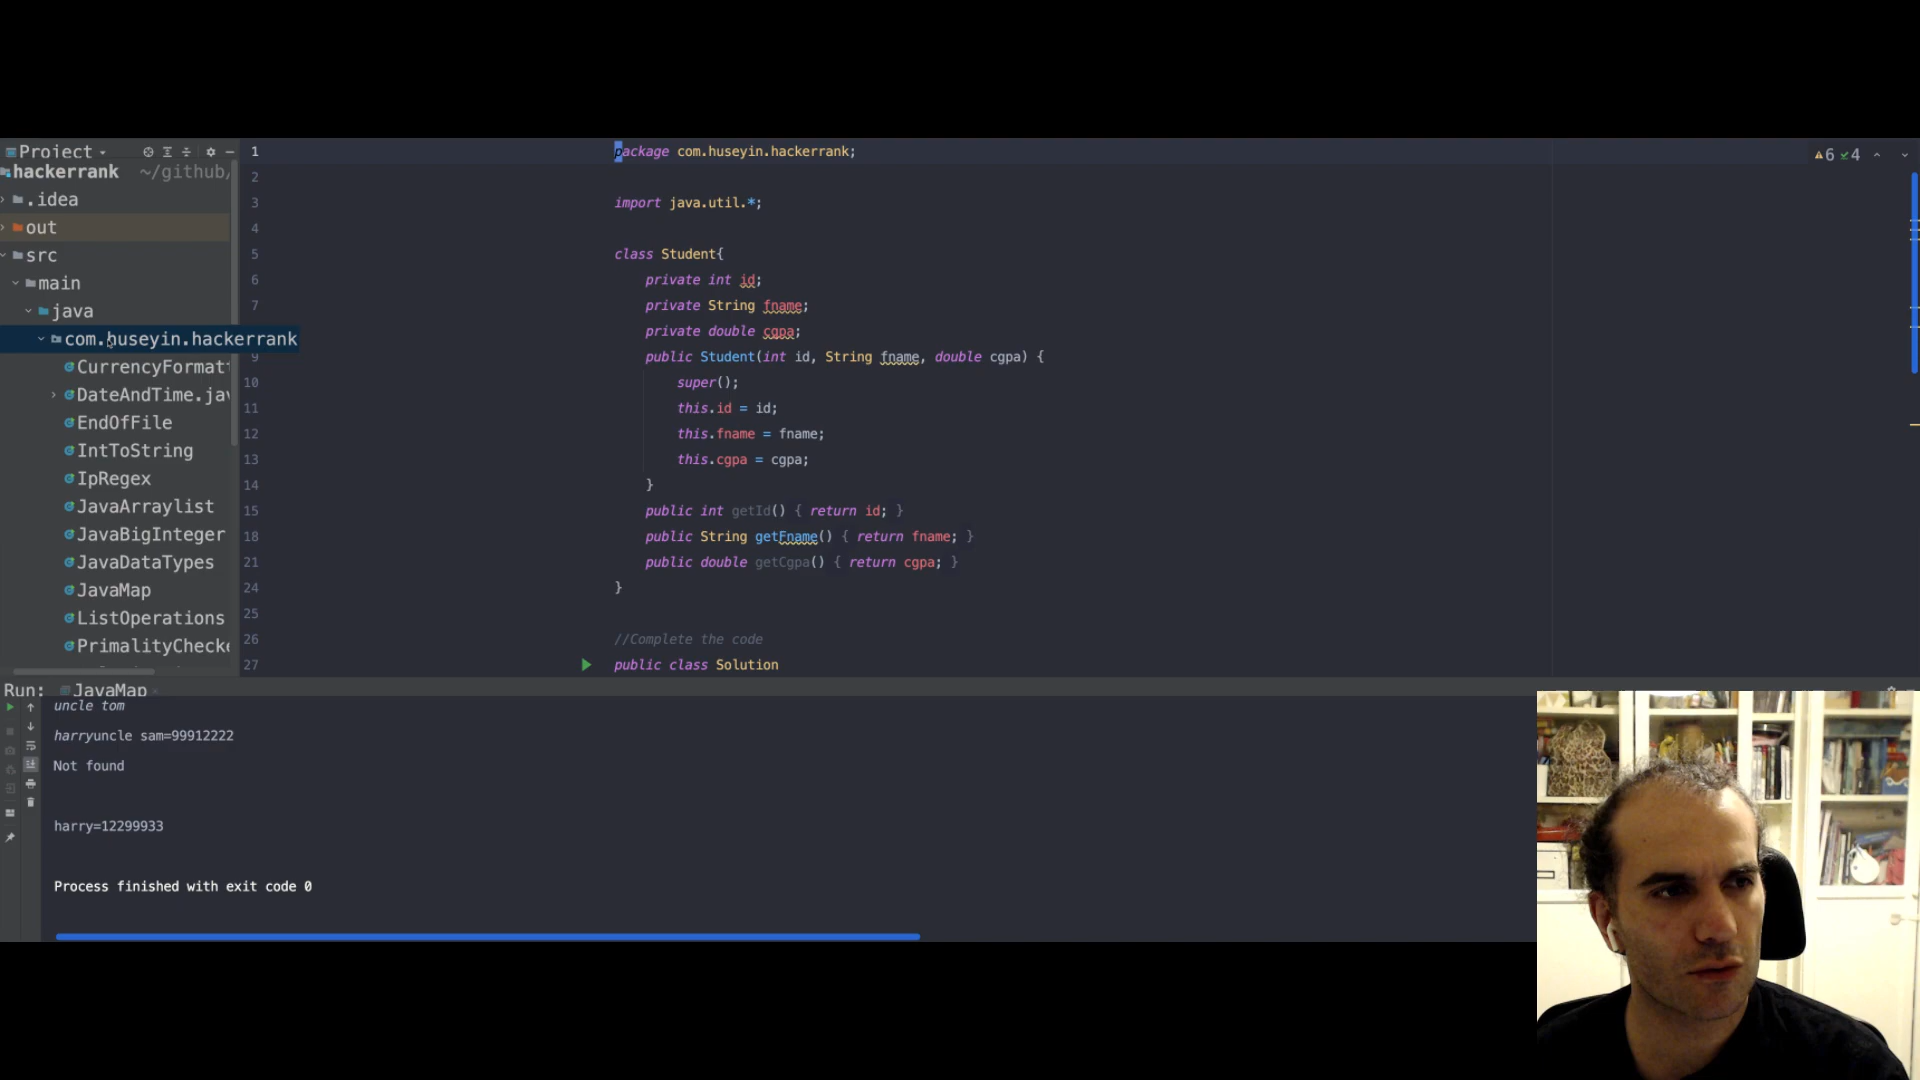 Project
hackerrank ~/github/
.idea
out
src
main
java
com.huseyin.hackerrank
CurrencyFormat
DateAndTime.jav
EndOfFile
IntToString
IpRegex
JavaArraylist
JavaBigInteger
JavaDataTypes
JavaMap
ListOperations
PrimalityChecke
1 package com.huseyin.hackerrank;
2
3 import java.util.*;
4
5 class Student{
6 private int id;
7 private String fname;
private double cgpa;
9 public Student(int id, String fname, double cgpa) {
10 super();
11 this.id = id;
12 this.fname = fname;
13 this.cgpa = cgpa;
14 }
15 public int getId() { return id; }
18 public String getFname() { return fname; }
21 public double getCgpa() { return cgpa; }
24 }
25
26 //Complete the code
27 public class Solution
6 4
Run: JavaMap
uncle tom
harryuncle sam=99912222
Not found
harry=12299933
Process finished with exit code 0